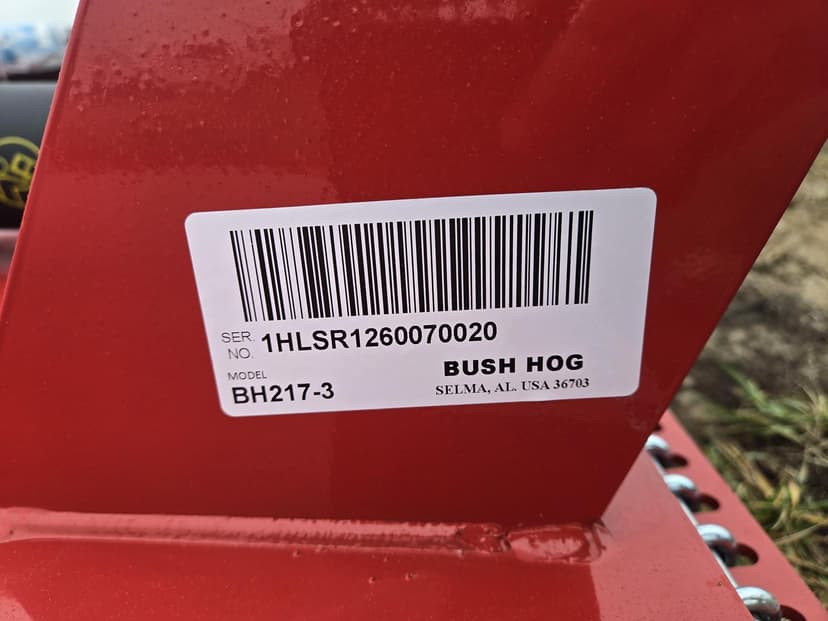 SER. NO. 1HLSR1260070020
MODEL
BH217-3
BUSH HOG
SELMA, AL. USA 36703